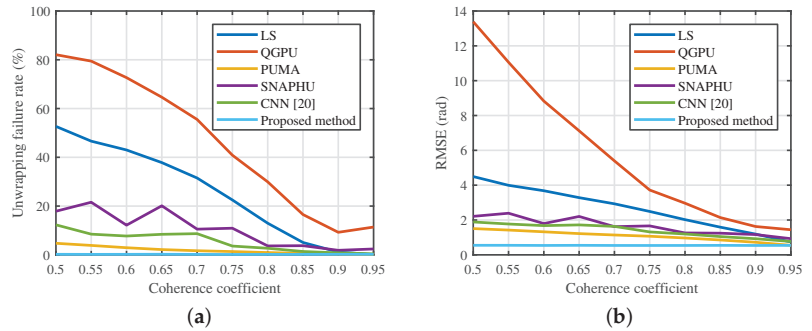 (a)
100
80
60
40
20
0
Unwrapping failure rate (%)
LS
QGPU
PUMA
SNAPHU
CNN [20]
Proposed method
0.5 0.55 0.6 0.65 0.7 0.75 0.8 0.85 0.9 0.95
Coherence coefficient
(a)
(b)
14
12
10
8
6
4
2
0
RMSE (rad)
LS
QGPU
PUMA
SNAPHU
CNN [20]
Proposed method
0.5 0.55 0.6 0.65 0.7 0.75 0.8 0.85 0.9 0.95
Coherence coefficient
(b)